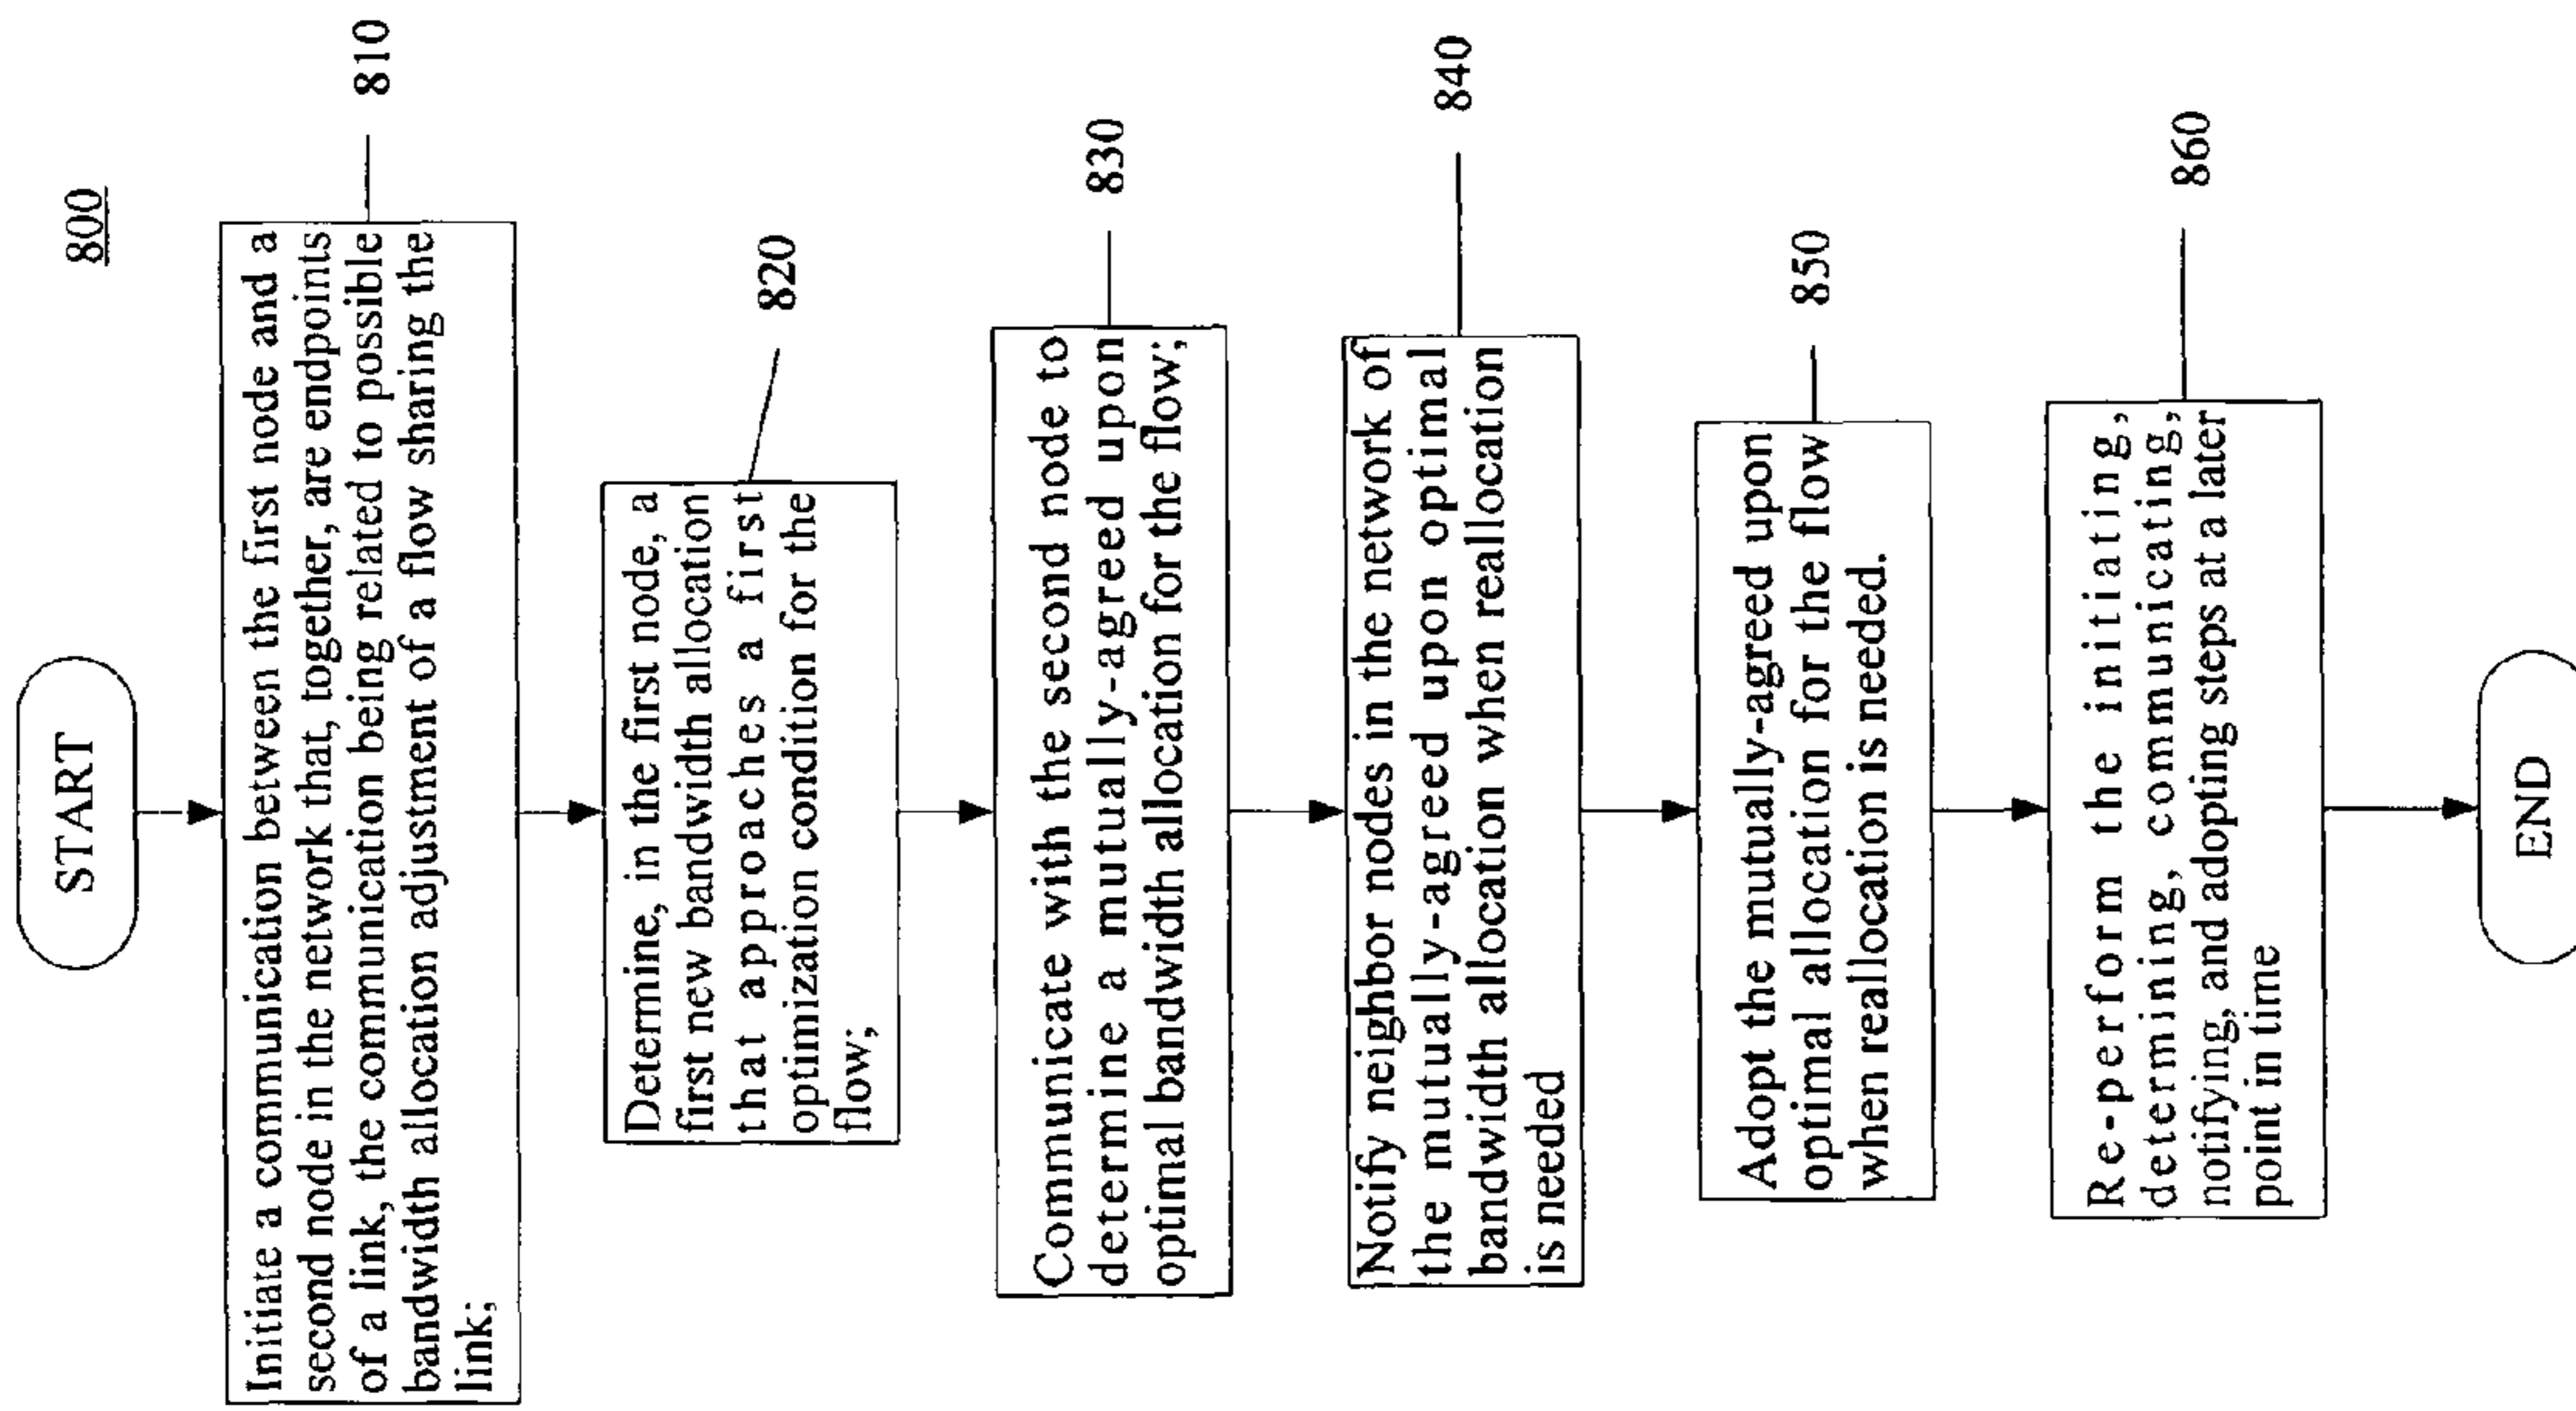 800
START
Initiate a communication between the first node and a
second node in the network that, together, are endpoints
of a link, the communication being related to possible
bandwidth allocation adjustment of a flow sharing the
link;
810
Determine, in the first node, a
first new bandwidth allocation
that approaches a first
optimization condition for the
flow;
820
Communicate with the second node to
determine a mutually-agreed upon
optimal bandwidth allocation for the flow;
830
Notify neighbor nodes in the network of
the mutually-agreed upon optimal
bandwidth allocation when reallocation
is needed
840
Adopt the mutually-agreed upon
optimal allocation for the flow
when reallocation is needed.
850
Re-perform the initiating,
determining, communicating,
notifying, and adopting steps at a later
point in time
860
END